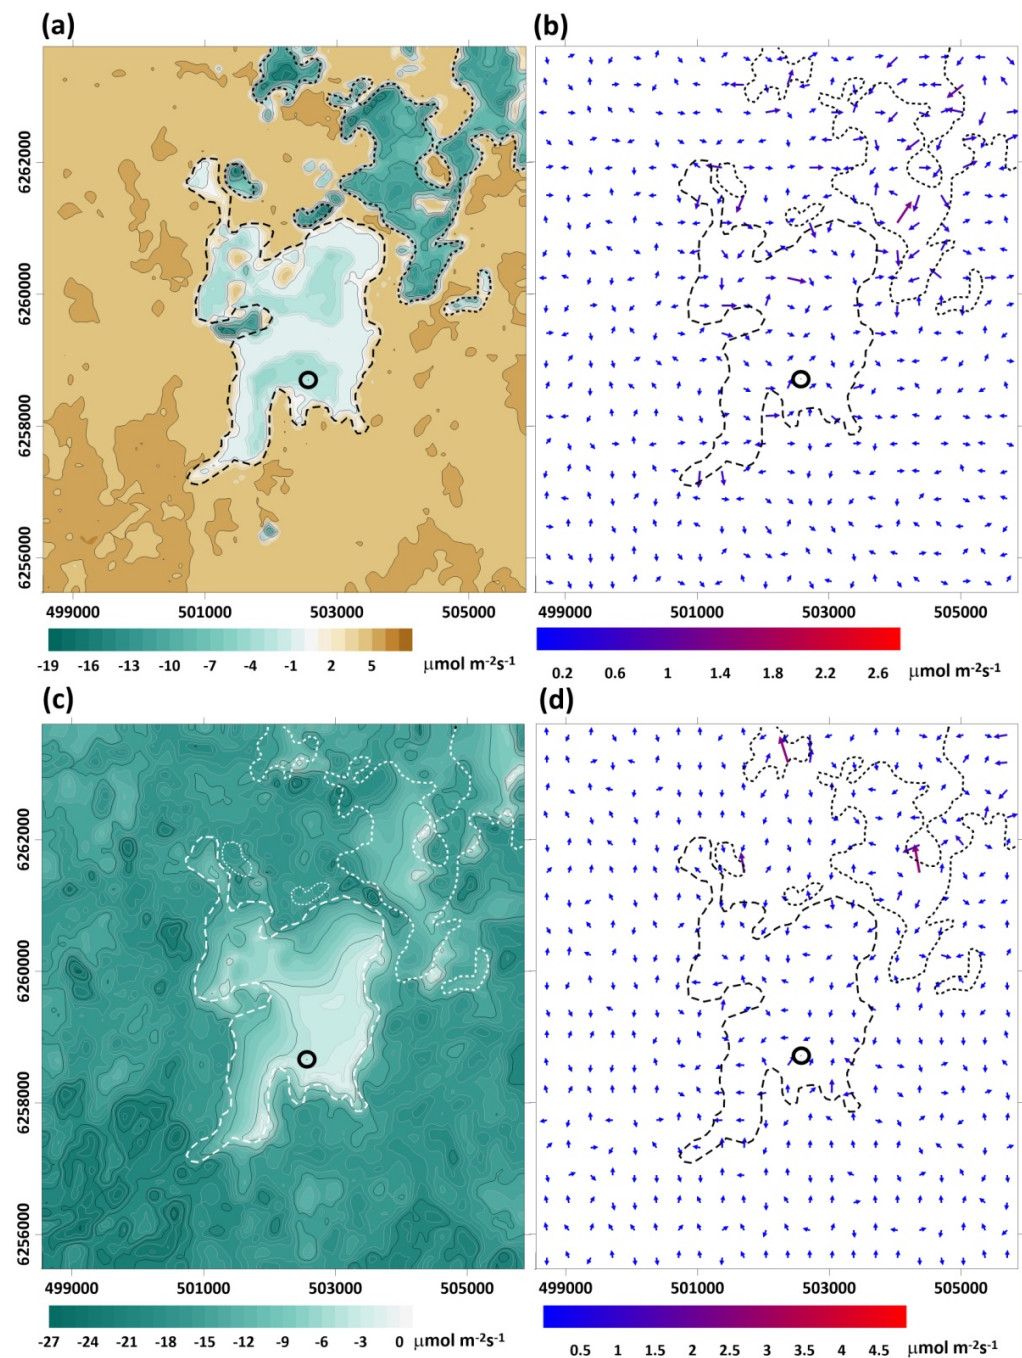 (a)
(b)
6262000
6260000
6258000
6256000
499000 501000 503000 505000
499000 501000 503000 505000
-19 -16 -13 -10 -7 -4 -1 2 5 μmol m⁻²s⁻¹
0.2 0.6 1 1.4 1.8 2.2 2.6 μmol m⁻²s⁻¹
(c)
(d)
6262000
6260000
6258000
6256000
499000 501000 503000 505000
499000 501000 503000 505000
-27 -24 -21 -18 -15 -12 -9 -6 -3 0 μmol m⁻²s⁻¹
0.5 1 1.5 2 2.5 3 3.5 4 4.5 μmol m⁻²s⁻¹